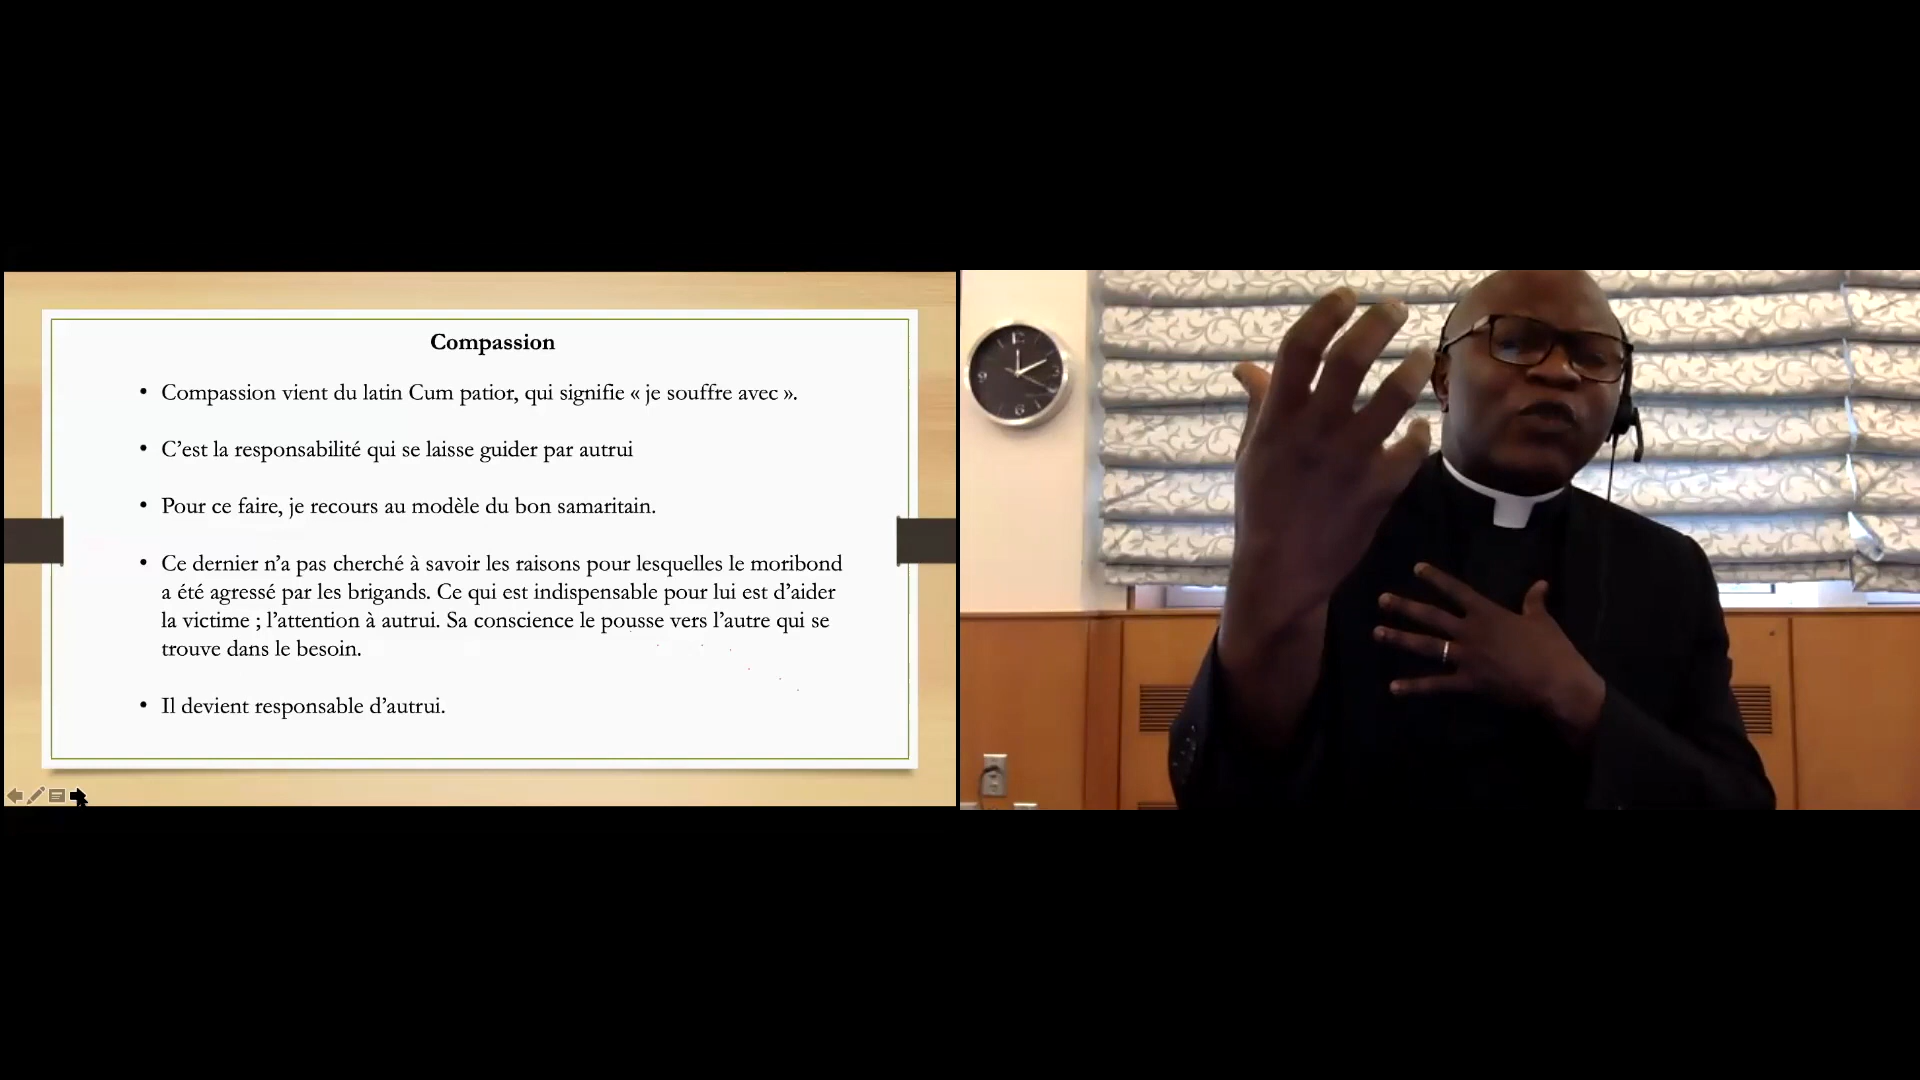 Compassion
• Compassion vient du latin Cum patior, qui signifie « je souffre avec ».
• C’est la responsabilité qui se laisse guider par autrui
• Pour ce faire, je recours au modèle du bon samaritain.
• Ce dernier n’a pas cherché à savoir les raisons pour lesquelles le moribond
a été agressé par les brigands. Ce qui est indispensable pour lui est d’aider
la victime ; l’attention à autrui. Sa conscience le pousse vers l’autre qui se
trouve dans le besoin.
• Il devient responsable d’autrui.